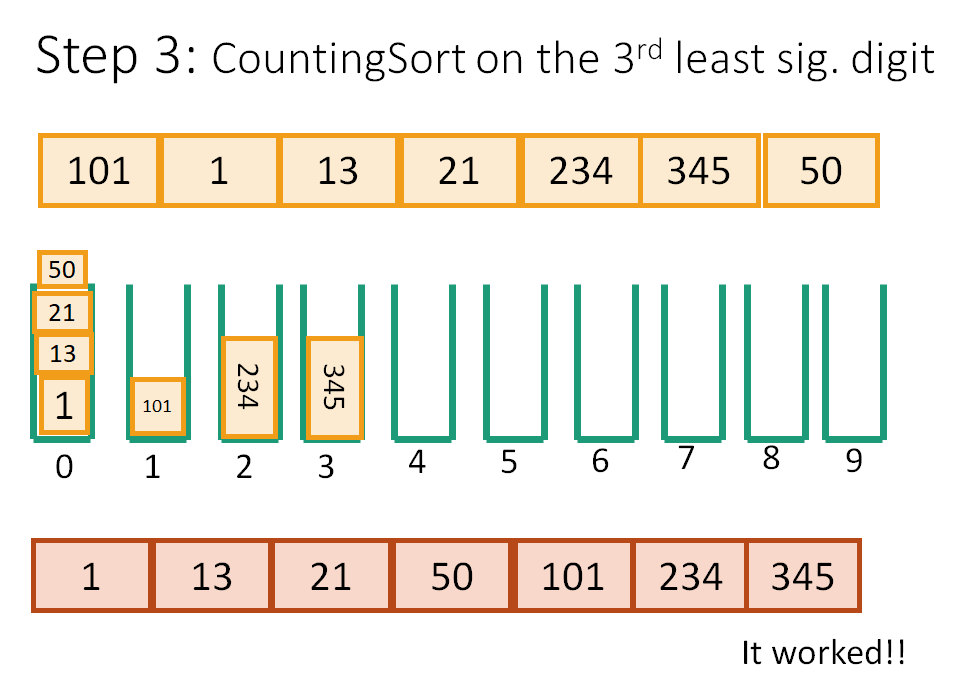 Step 3: CountingSort on the 3rd least sig. digit
101 1 13 21 234 345 50
50
21
13
1 101 234 345
0 1 2 3 4 5 6 7 8 9
1 13 21 50 101 234 345
It worked!!